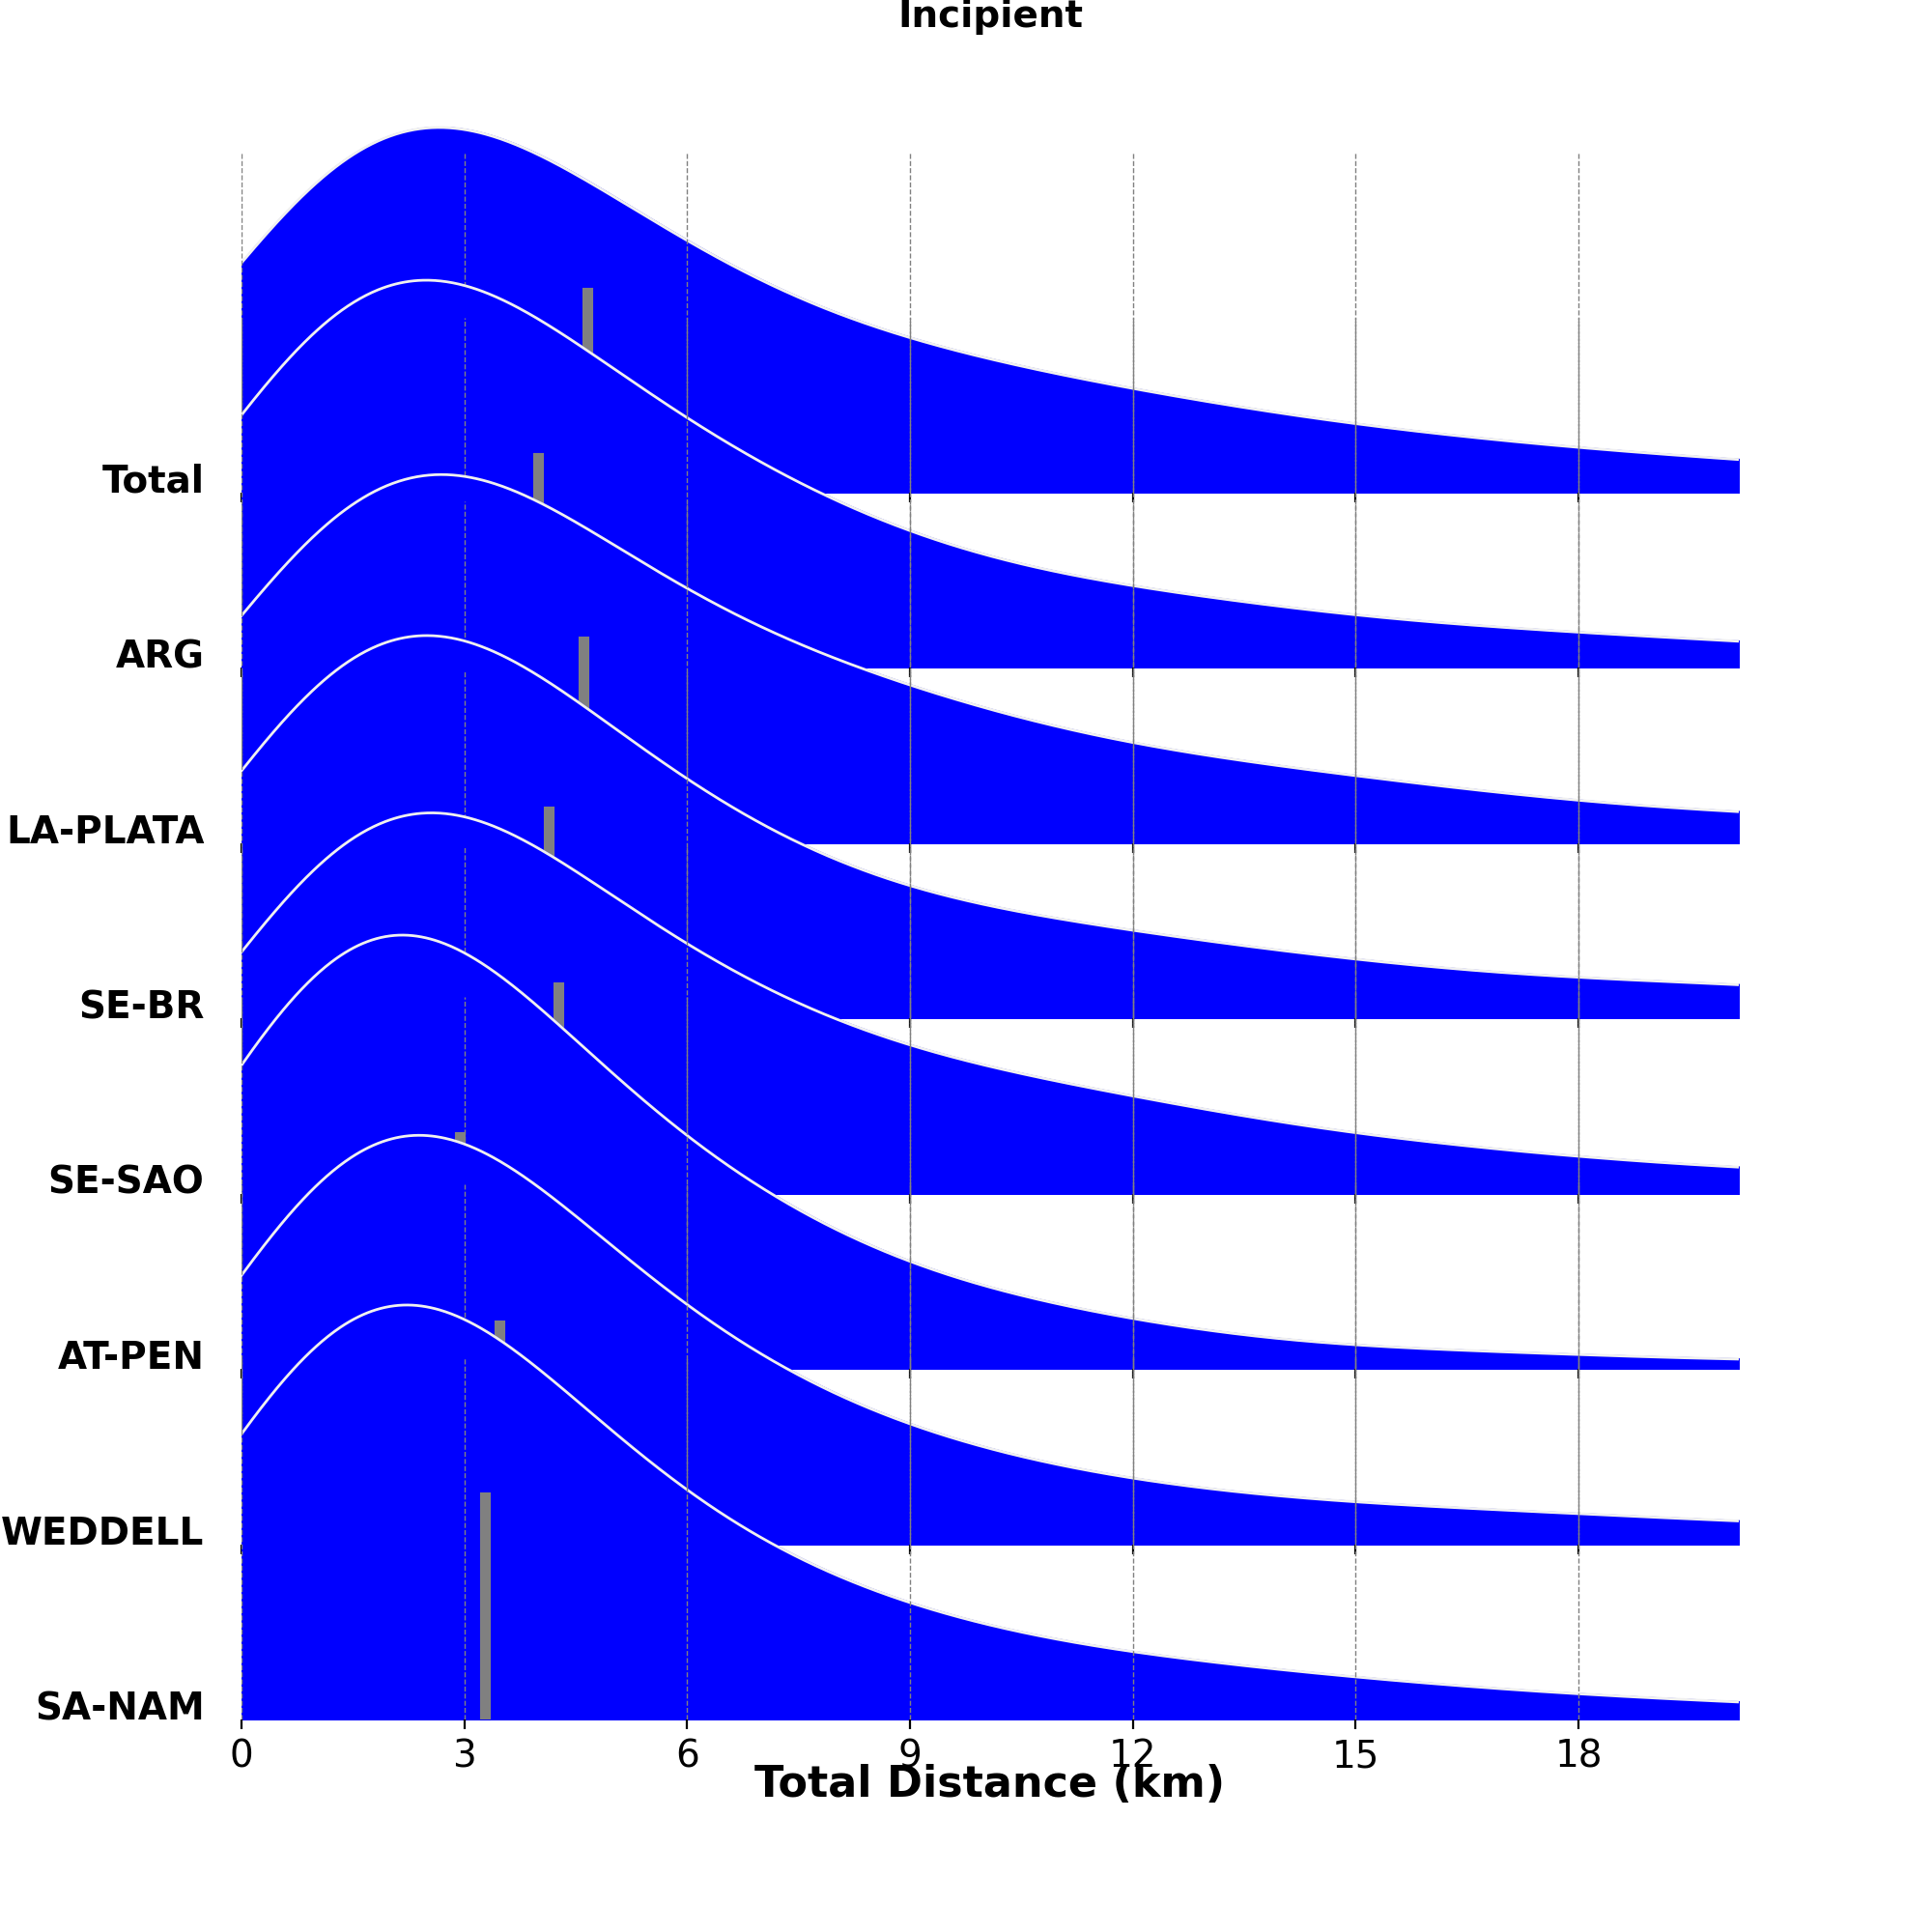 Incipient
Total
ARG
LA-PLATA
SE-BR
SE-SAO
AT-PEN
WEDDELL
SA-NAM
0 3 6 9 12 15 18
Total Distance (km)